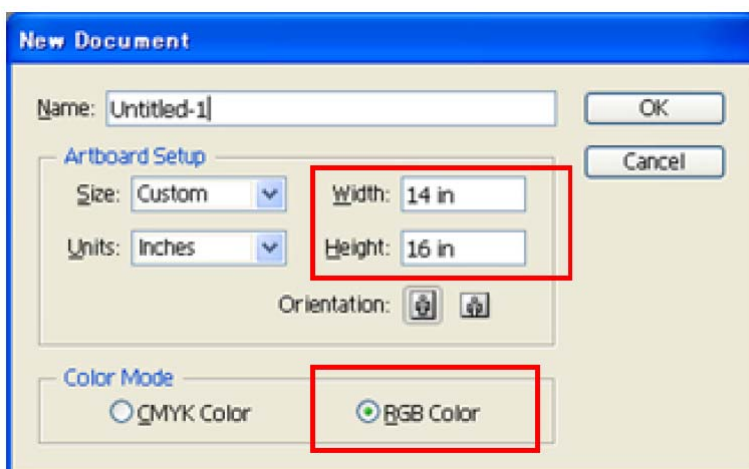 New Document
Name: Untitled-1
OK
Artboard Setup
Cancel
Size: Custom
Width: 14 in
Units: Inches
Height: 16 in
Orientation:
Color Mode
CMYK Color
RGB Color